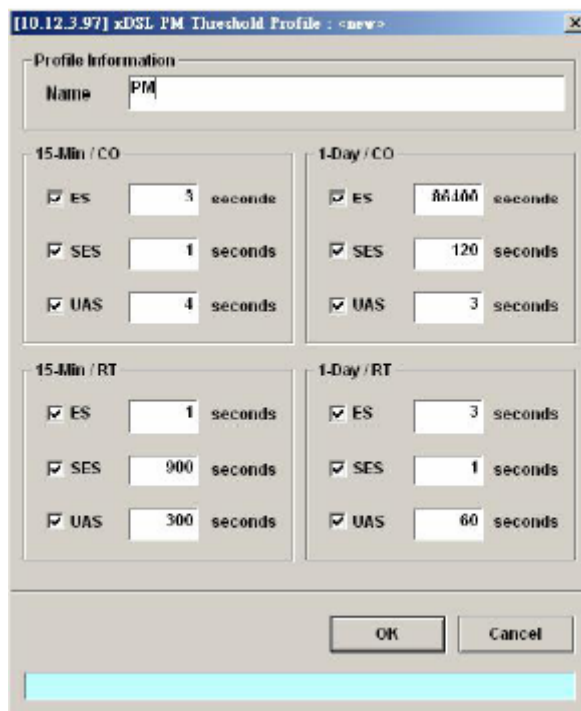 [10.12.3.97] xDSL PM Threshold Profile : <new>
Profile Information
Name PM
15-Min / CO
ES 3 seconds
SES 1 seconds
UAS 4 seconds
1-Day / CO
ES 86400 seconds
SES 120 seconds
UAS 3 seconds
15-Min / RT
ES 1 seconds
SES 900 seconds
UAS 300 seconds
1-Day / RT
ES 3 seconds
SES 1 seconds
UAS 60 seconds
OK Cancel